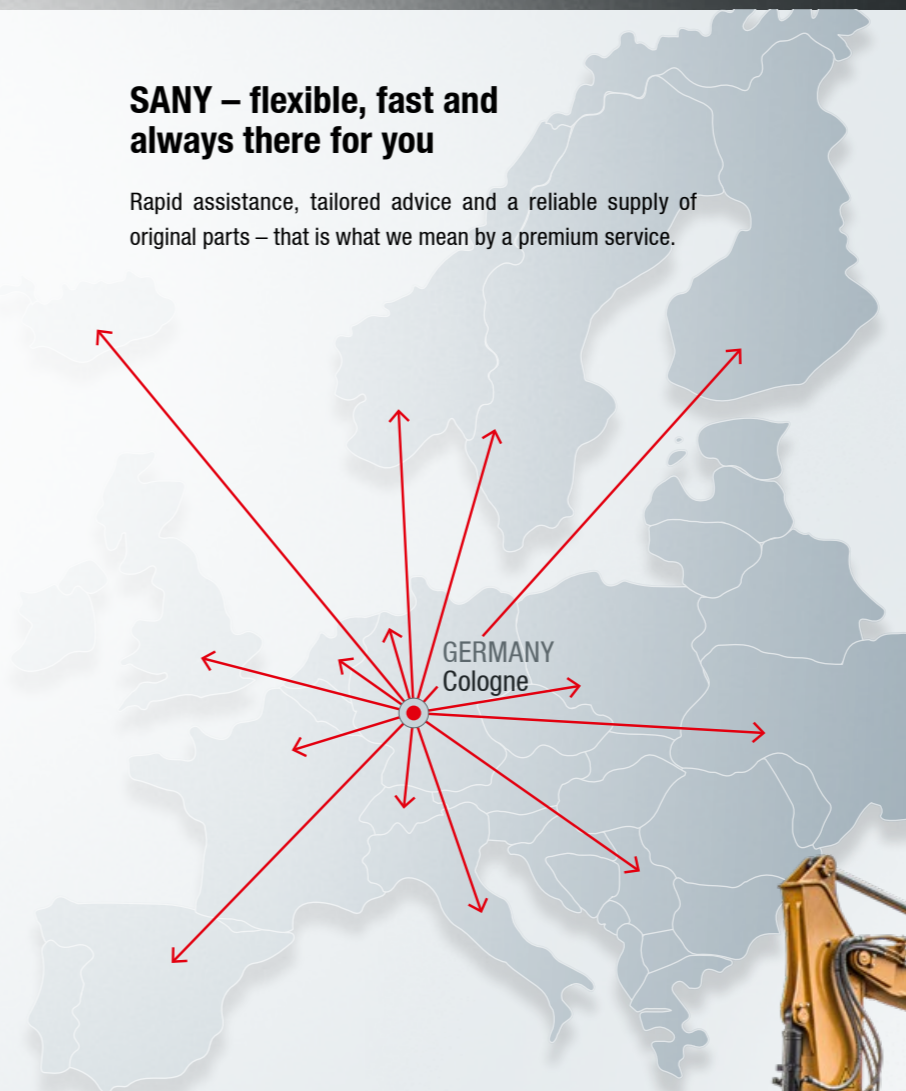 SANY – flexible, fast and
always there for you
Rapid assistance, tailored advice and a reliable supply of
original parts – that is what we mean by a premium service.
GERMANY
Cologne